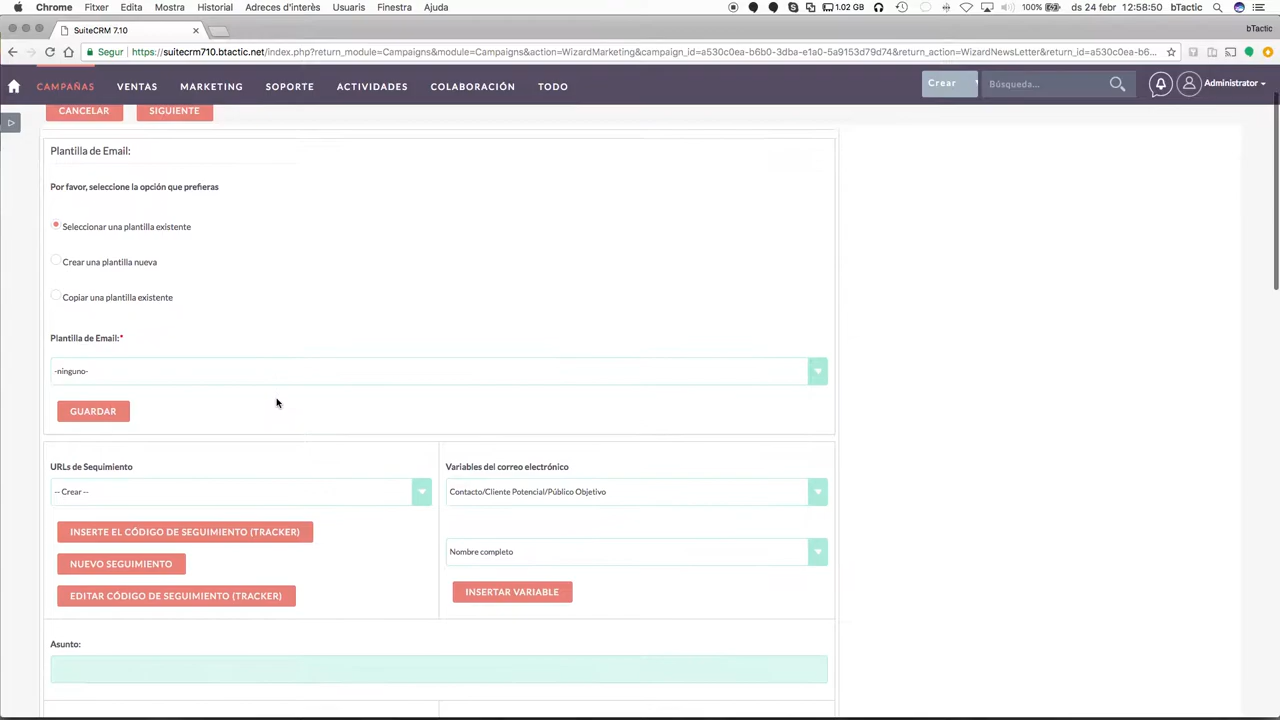 Chrome Fitxer Edita Mostra Historial Adreces d'interès Usuaris Finestra Ajuda 1.02 GB 100% ds 24 febr 12:58:50 bTactic
SuiteCRM 7.10 bTactic
Segur https://suitecrm710.btactic.net/index.php?return_module=Campaigns&module=Campaigns&action=WizardMarketing&campaign_id=a530c0ea-b6b0-3dba-e1a0-5a9153d79d74&return_action=WizardNewsLetter&return_id=a530c0ea-b6...
CAMPAÑAS VENTAS MARKETING SOPORTE ACTIVIDADES COLABORACIÓN TODO Crear Búsqueda... Administrator
CANCELAR SIGUIENTE
Plantilla de Email:
Por favor, seleccione la opción que prefieras
Seleccionar una plantilla existente
Crear una plantilla nueva
Copiar una plantilla existente
Plantilla de Email:*
-ninguno-
GUARDAR
URLs de Sequimiento Variables del correo electrónico
-- Crear -- Contacto/Cliente Potencial/Público Objetivo
INSERTE EL CÓDIGO DE SEGUIMIENTO (TRACKER)
Nombre completo
NUEVO SEGUIMIENTO
EDITAR CÓDIGO DE SEGUIMIENTO (TRACKER) INSERTAR VARIABLE
Asunto: